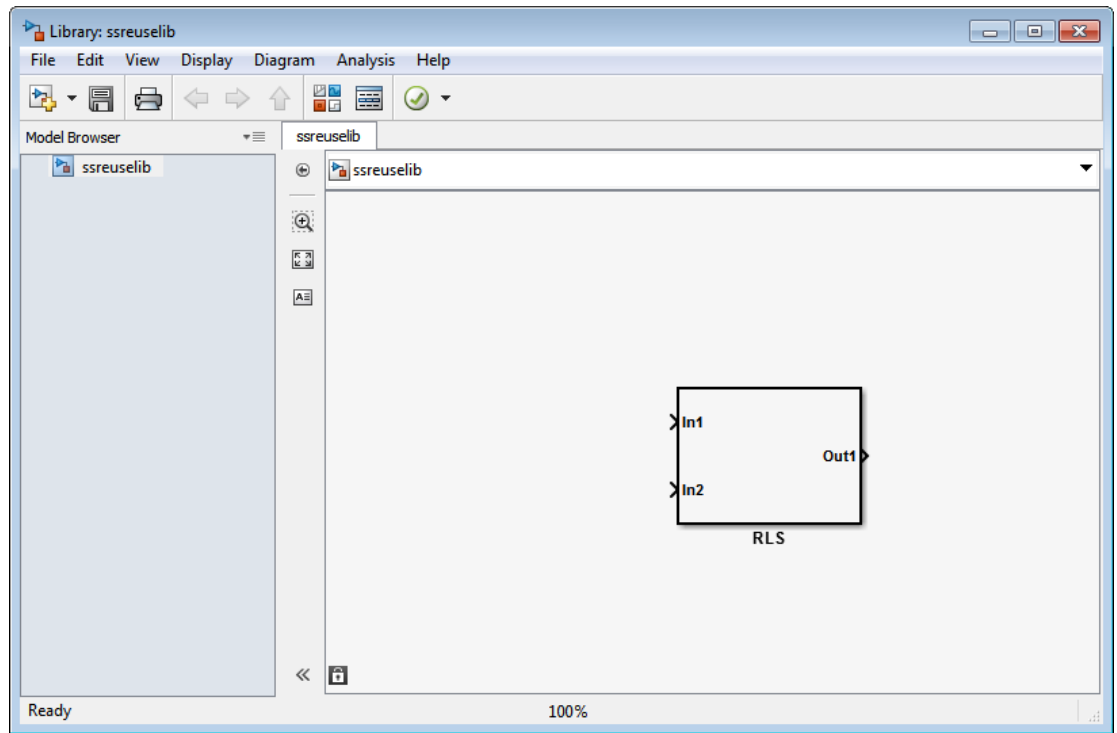 Library: ssreuselib
File Edit View Display Diagram Analysis Help
Model Browser
ssreuselib
ssreuselib
ssreuselib
In1
Out1
In2
RLS
Ready
100%